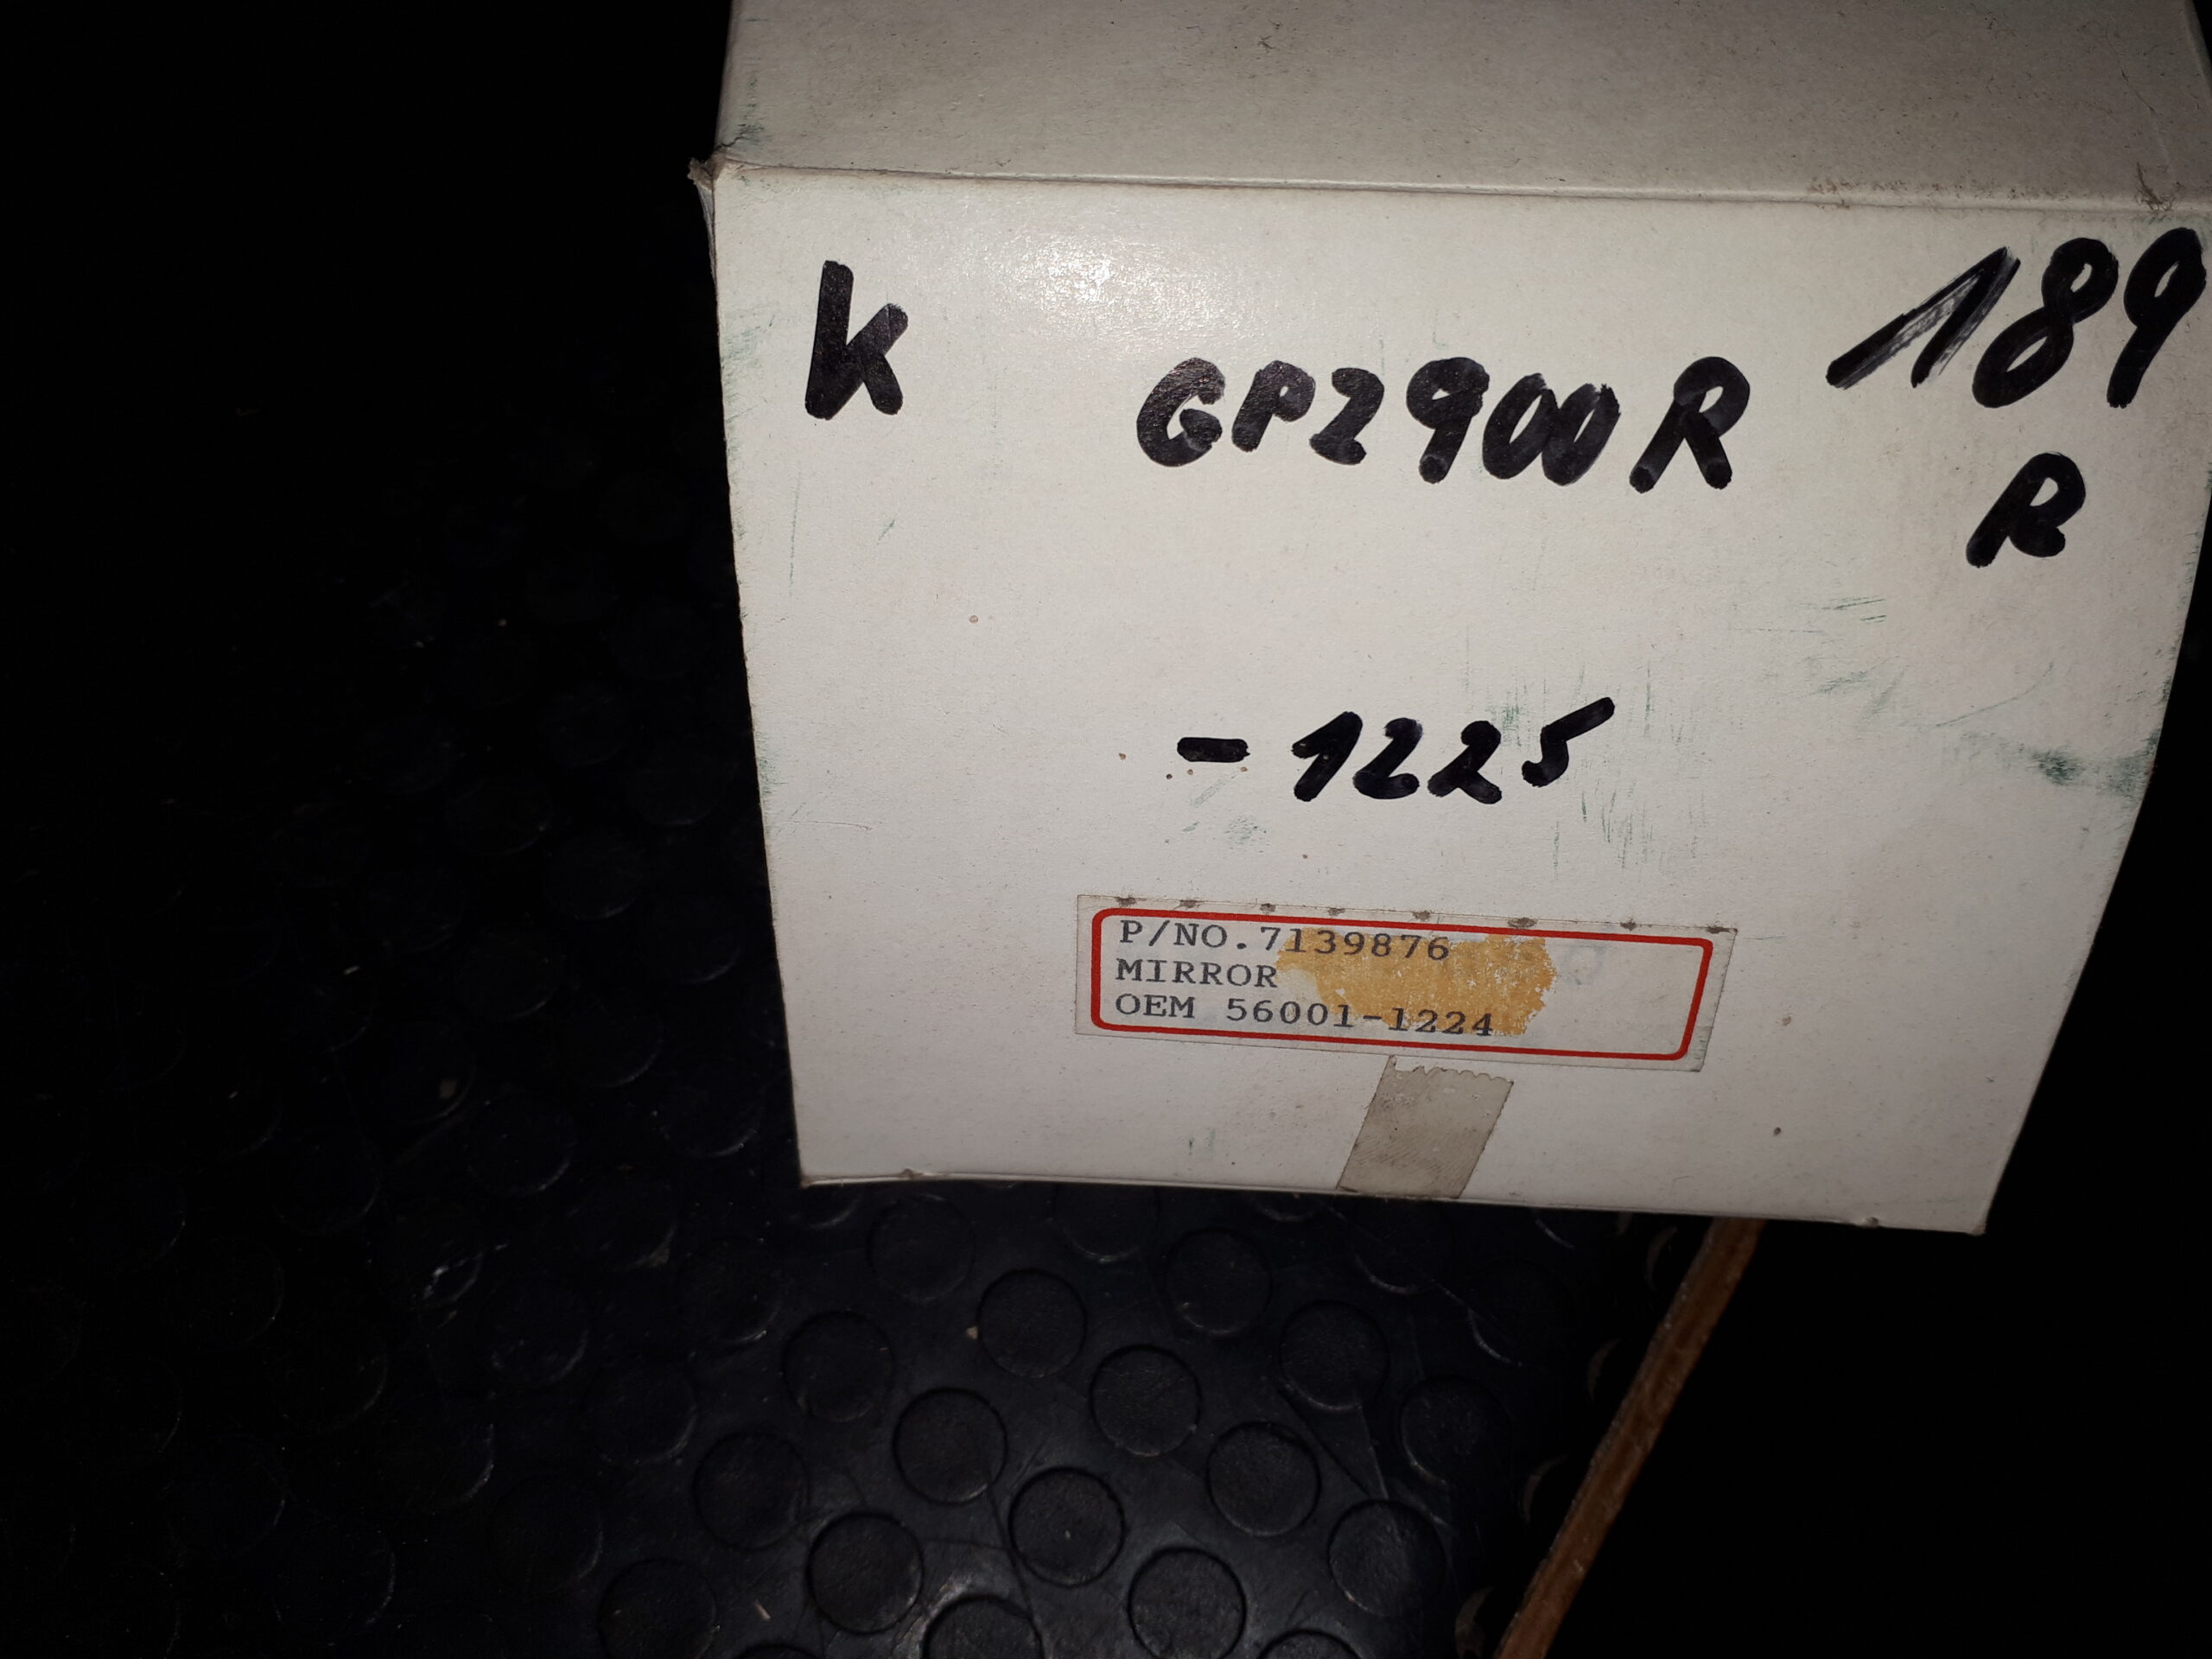 K
GPZ900R
189
R
-1225
P/NO.7139876
MIRROR
OEM 56001-1224